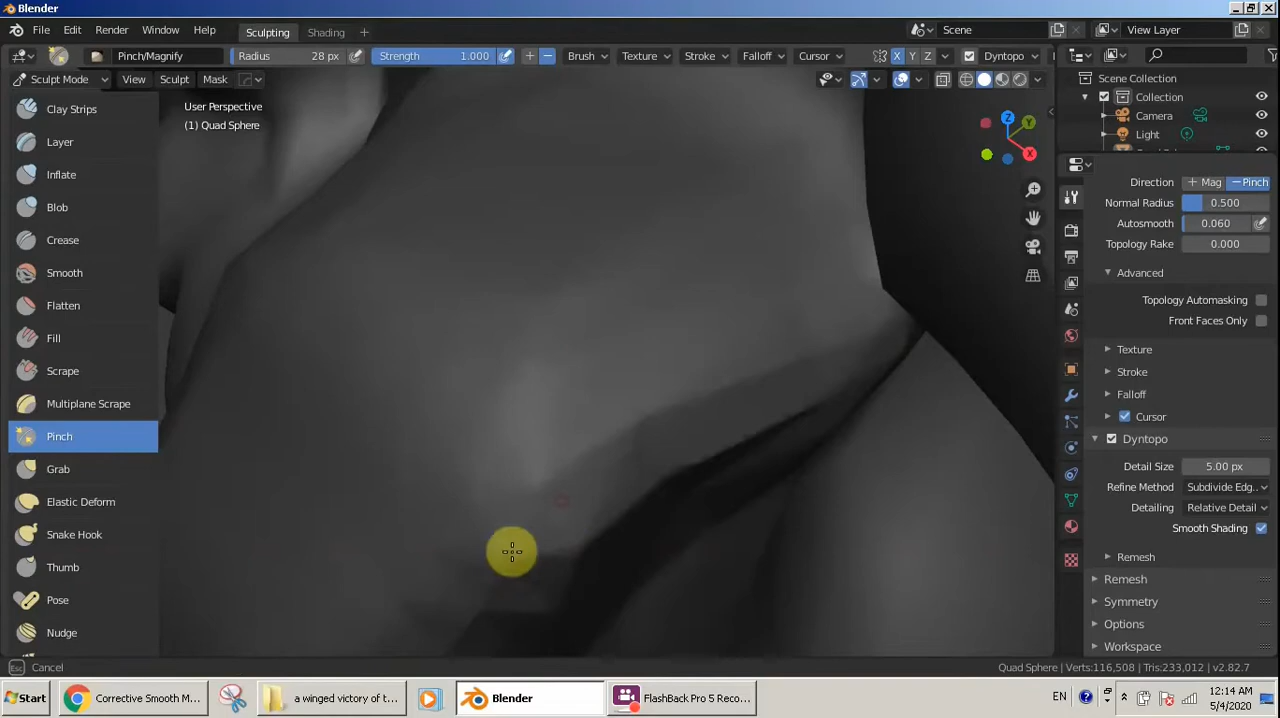 Blender
File Edit Render Window Help Sculpting Shading + Scene View Layer
Pinch/Magnify Radius 28 px Strength 1.000 + − Brush Texture Stroke Falloff Cursor X Y Z Dyntopo
Sculpt Mode View Sculpt Mask
Scene Collection
Collection
Camera
Light
User Perspective
(1) Quad Sphere
Z
Y
X
Clay Strips
Layer
Inflate
Blob
Crease
Smooth
Flatten
Fill
Scrape
Multiplane Scrape
Pinch
Grab
Elastic Deform
Snake Hook
Thumb
Pose
Nudge
Direction + Mag − Pinch
Normal Radius 0.500
Autosmooth 0.060
Topology Rake 0.000
Advanced
Topology Automasking
Front Faces Only
Texture
Stroke
Falloff
Cursor
Dyntopo
Detail Size 5.00 px
Refine Method Subdivide Edg..
Detailing Relative Detail
Smooth Shading
Remesh
Remesh
Symmetry
Options
Workspace
Esc Cancel Quad Sphere | Verts:116,508 | Tris:233,012 | v2.82.7
Start Corrective Smooth M... a winged victory of t... Blender FlashBack Pro 5 Reco... EN 12:14 AM
5/4/2020